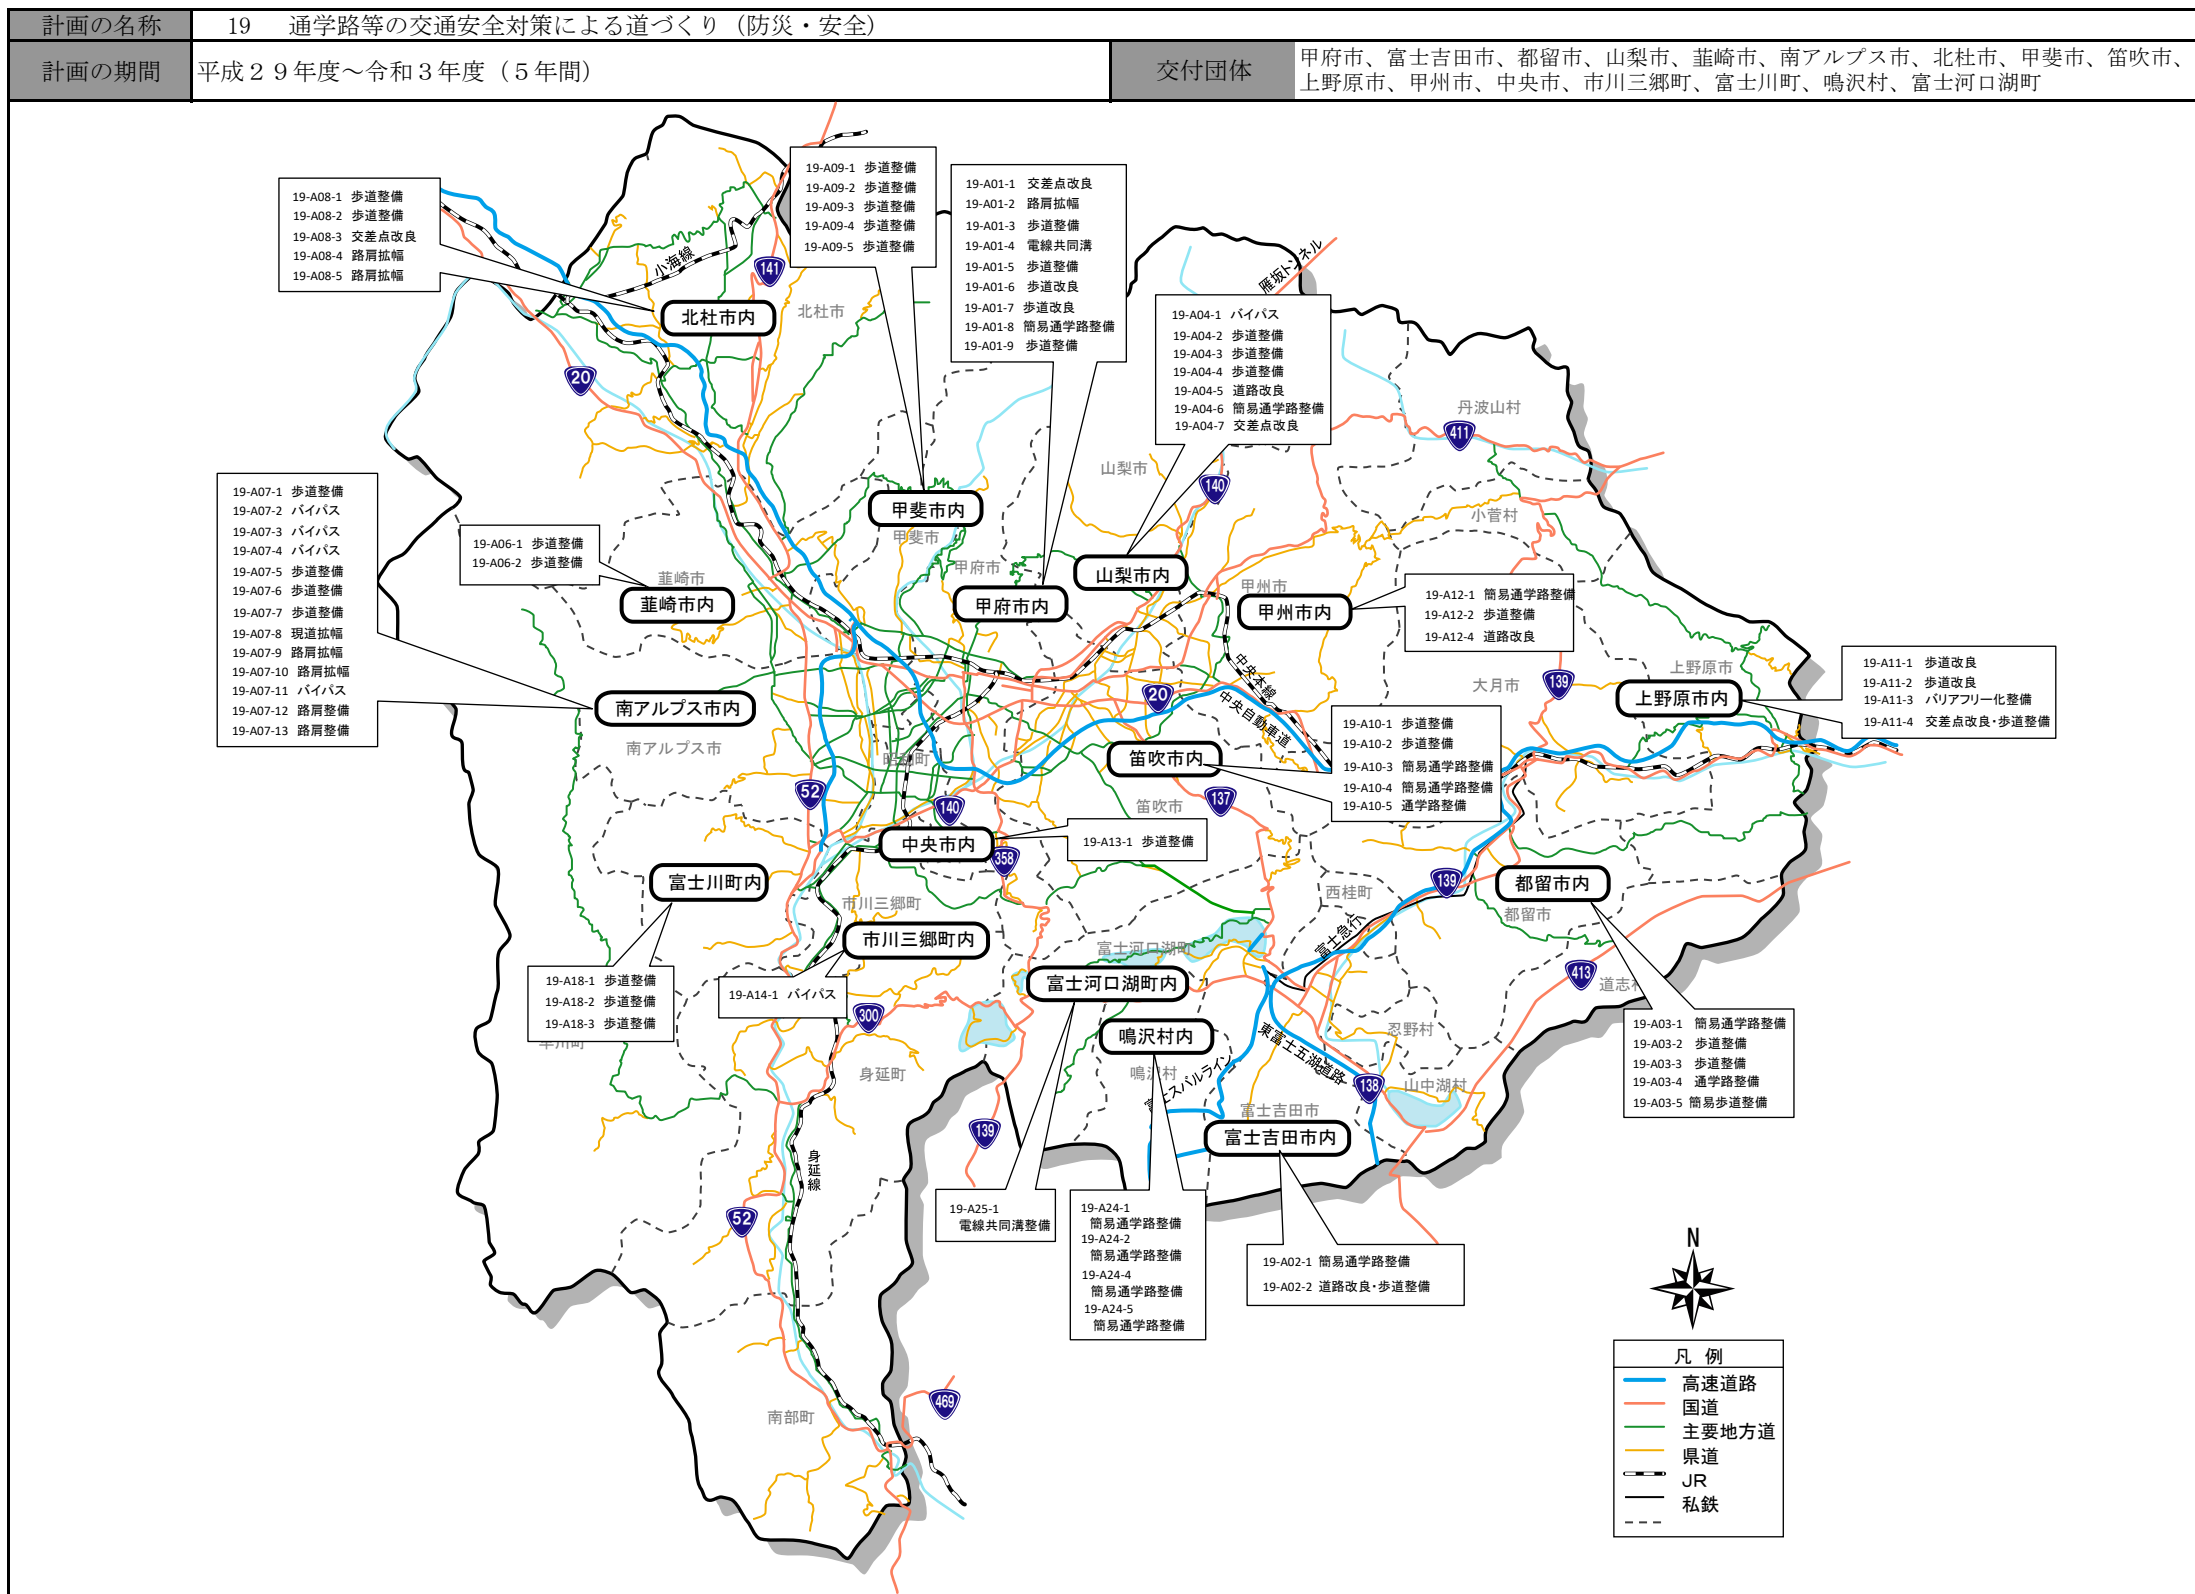 計画の名称
19 通学路等の交通安全対策による道づくり（防災・安全）
計画の期間
平成２９年度～令和３年度（５年間）
交付団体
甲府市、富士吉田市、都留市、山梨市、韮崎市、南アルプス市、北杜市、甲斐市、笛吹市、
上野原市、甲州市、中央市、市川三郷町、富士川町、鳴沢村、富士河口湖町
19-A08-1 歩道整備
19-A08-2 歩道整備
19-A08-3 交差点改良
19-A08-4 路肩拡幅
19-A08-5 路肩拡幅
19-A09-1 歩道整備
19-A09-2 歩道整備
19-A09-3 歩道整備
19-A09-4 歩道整備
19-A09-5 歩道整備
19-A01-1 交差点改良
19-A01-2 路肩拡幅
19-A01-3 歩道整備
19-A01-4 電線共同溝
19-A01-5 歩道整備
19-A01-6 歩道改良
19-A01-7 歩道改良
19-A01-8 簡易通学路整備
19-A01-9 歩道整備
19-A04-1 バイパス
19-A04-2 歩道整備
19-A04-3 歩道整備
19-A04-4 歩道整備
19-A04-5 道路改良
19-A04-6 簡易通学路整備
19-A04-7 交差点改良
雁坂トンネル
小海線
141
北杜市内
北杜市
20
丹波山村
411
山梨市
140
小菅村
19-A07-1 歩道整備
19-A07-2 バイパス
19-A07-3 バイパス
19-A07-4 バイパス
19-A07-5 歩道整備
19-A07-6 歩道整備
19-A07-7 歩道整備
19-A07-8 現道拡幅
19-A07-9 路肩拡幅
19-A07-10 路肩拡幅
19-A07-11 バイパス
19-A07-12 路肩整備
19-A07-13 路肩整備
19-A06-1 歩道整備
19-A06-2 歩道整備
甲斐市内
甲斐市
甲府市
韮崎市
韮崎市内
甲府市内
山梨市内
甲州市
甲州市内
19-A12-1 簡易通学路整備
19-A12-2 歩道整備
19-A12-4 道路改良
19-A11-1 歩道改良
19-A11-2 歩道改良
19-A11-3 バリアフリー化整備
19-A11-4 交差点改良・歩道整備
上野原市
上野原市内
大月市
139
中央本線
中央自動車道
20
南アルプス市内
南アルプス市
昭和町
笛吹市内
笛吹市
137
19-A10-1 歩道整備
19-A10-2 歩道整備
19-A10-3 簡易通学路整備
19-A10-4 簡易通学路整備
19-A10-5 通学路整備
52
140
中央市内
358
19-A13-1 歩道整備
富士川町内
市川三郷町
市川三郷町内
西桂町
139
都留市内
都留市
富士急行
富士河口湖町
富士河口湖町内
19-A18-1 歩道整備
19-A18-2 歩道整備
19-A18-3 歩道整備
早川町
19-A14-1 バイパス
300
身延町
鳴沢村内
鳴沢村
413
道志村
忍野村
東富士五湖道路
138
山中湖村
富士スバルライン
富士吉田市
富士吉田市内
19-A03-1 簡易通学路整備
19-A03-2 歩道整備
19-A03-3 歩道整備
19-A03-4 通学路整備
19-A03-5 簡易歩道整備
139
身延線
52
19-A25-1
電線共同溝整備
19-A24-1
簡易通学路整備
19-A24-2
簡易通学路整備
19-A24-4
簡易通学路整備
19-A24-5
簡易通学路整備
19-A02-1 簡易通学路整備
19-A02-2 道路改良・歩道整備
469
南部町
N
凡 例
高速道路
国道
主要地方道
県道
JR
私鉄